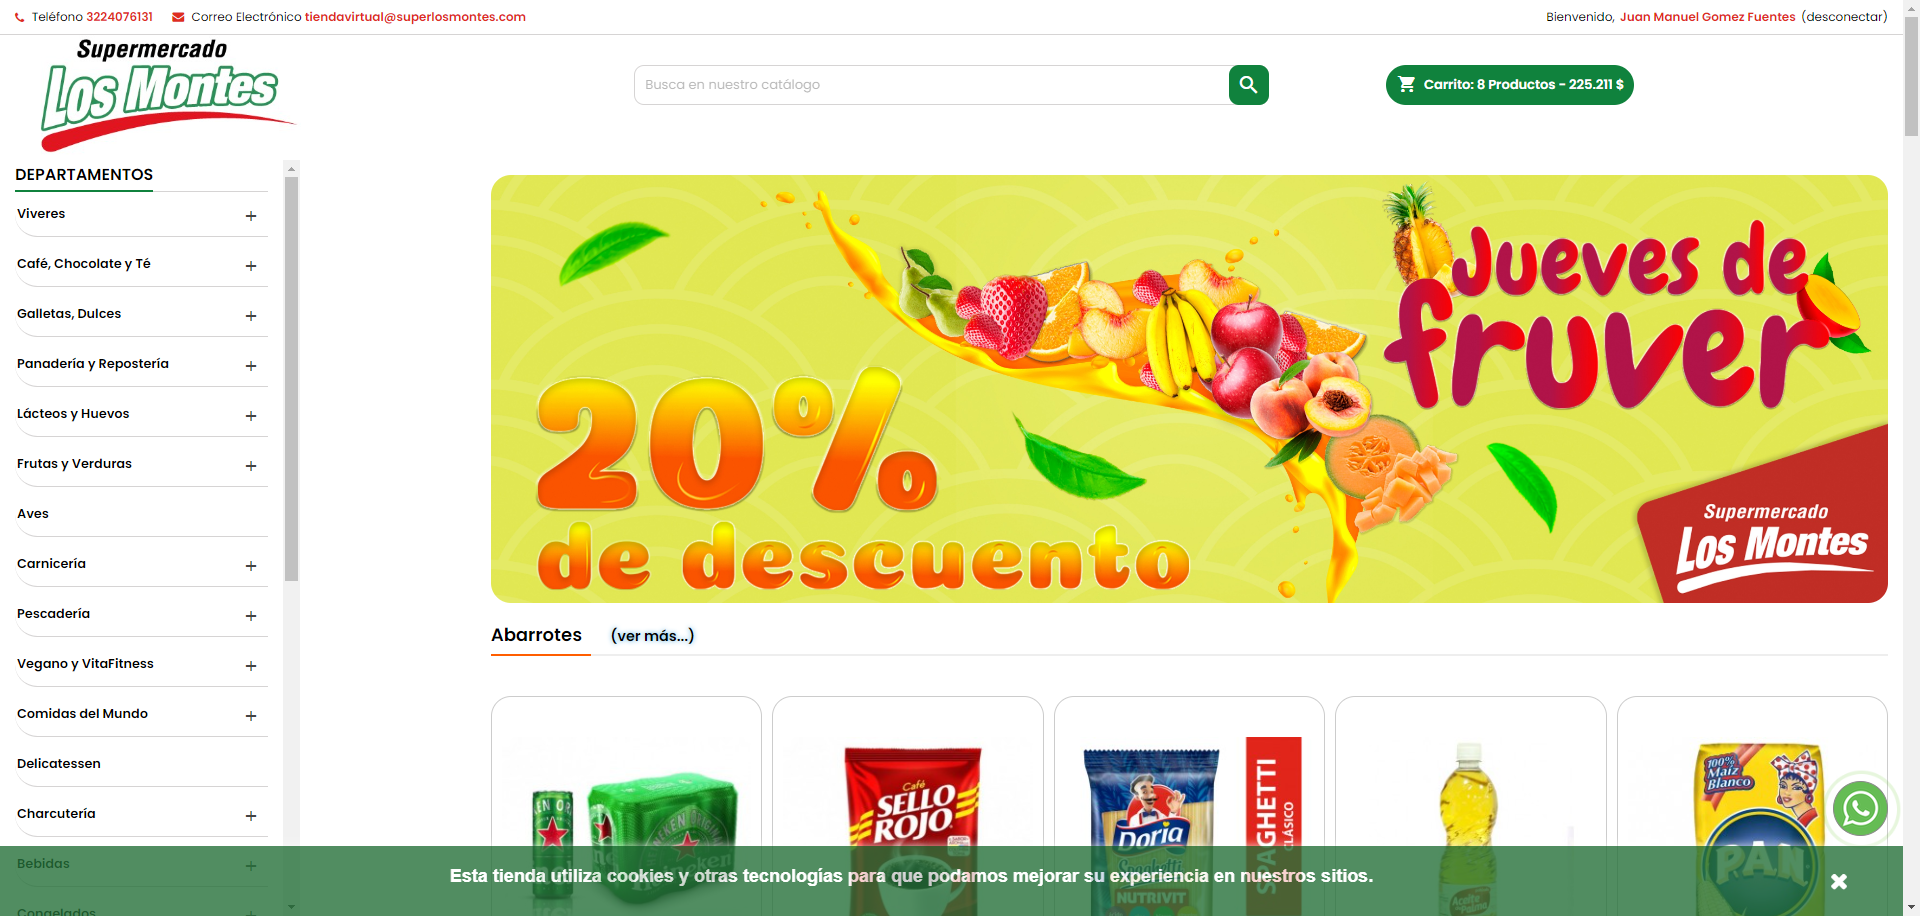 Teléfono 3224076131 Correo Electrónico tiendavirtual@superlosmontes.com Bienvenido, Juan Manuel Gomez Fuentes (desconectar)
Supermercado
Los Montes
Busca en nuestro catálogo
Carrito: 8 Productos - 225.211 $
DEPARTAMENTOS
Viveres
Café, Chocolate y Té
Galletas, Dulces
Panadería y Repostería
Lácteos y Huevos
Frutas y Verduras
Aves
Carnicería
Pescadería
Vegano y VitaFitness
Comidas del Mundo
Delicatessen
Charcutería
Bebidas
Congelados
Jueves de
fruver
20%
de descuento
Supermercado
Los Montes
Abarrotes (ver más...)
Café
SELLO
ROJO
Doria
Spaghetti
NUTRIVIT
SPAGHETTI
CLÁSICO
100%
Maíz
Blanco
PAN
Esta tienda utiliza cookies y otras tecnologías para que podamos mejorar su experiencia en nuestros sitios.